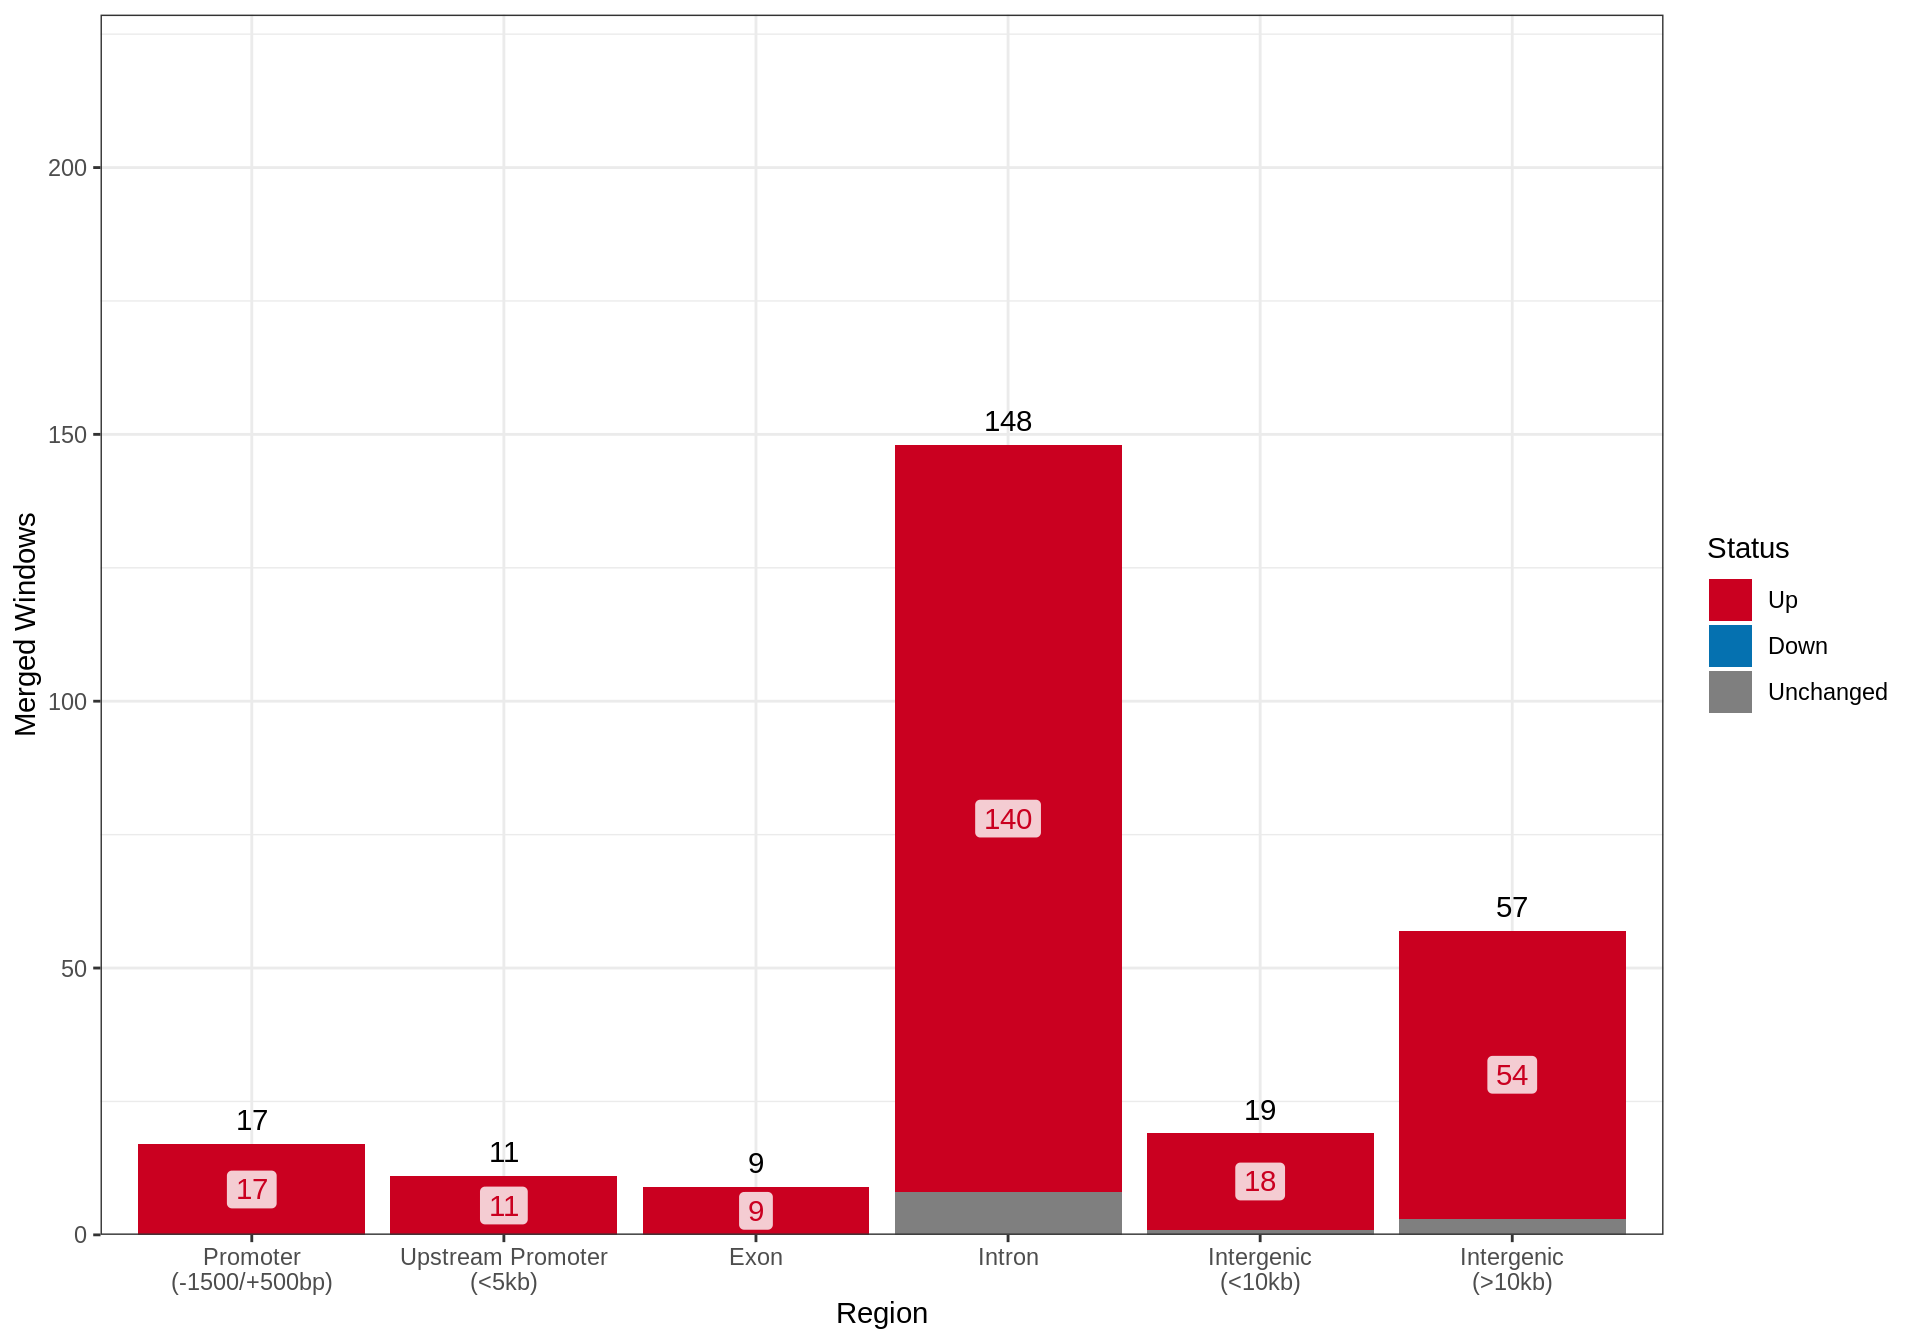 200
150
100
50
0
Merged Windows
148
140
57
54
19
18
17
17
11
11
9
9
Promoter
(-1500/+500bp)
Upstream Promoter
(<5kb)
Exon
Intron
Intergenic
(<10kb)
Intergenic
(>10kb)
Region
Status
Up
Down
Unchanged